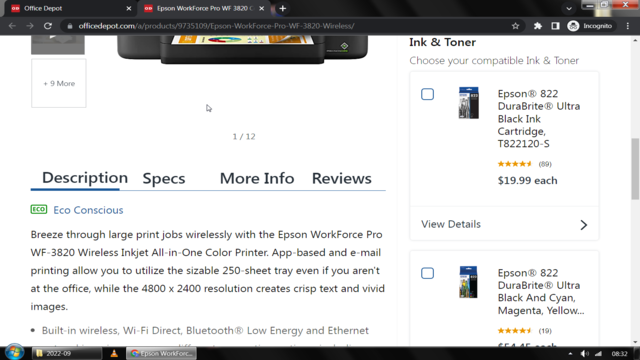 Office Depot
Epson WorkForce Pro WF-3820 C
officedepot.com/a/products/9735109/Epson-WorkForce-Pro-WF-3820-Wireless/
Incognito
+ 9 More
1 / 12
Description
Specs
More Info
Reviews
ECO
Eco Conscious
Breeze through large print jobs wirelessly with the Epson WorkForce Pro
WF-3820 Wireless Inkjet All-in-One Color Printer. App-based and e-mail
printing allow you to utilize the sizable 250-sheet tray even if you aren't
at the office, while the 4800 x 2400 resolution creates crisp text and vivid
images.
• Built-in wireless, Wi-Fi Direct, Bluetooth® Low Energy and Ethernet
Ink & Toner
Choose your compatible Ink & Toner
Epson® 822
DuraBrite® Ultra
Black Ink
Cartridge,
T822120-S
(89)
$19.99 each
View Details
Epson® 822
DuraBrite® Ultra
Black And Cyan,
Magenta, Yellow...
(19)
$54.45 each
2022-09
Epson WorkForc...
08:32